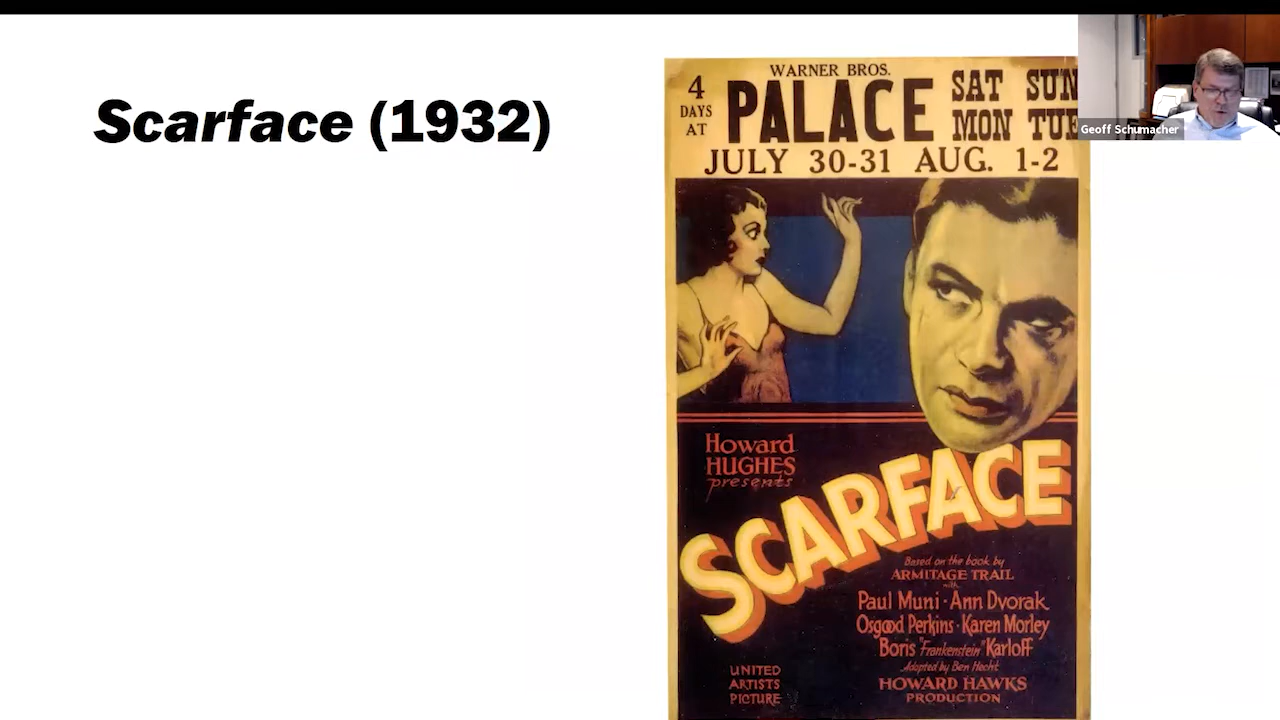 Scarface (1932)
WARNER BROS.
4 DAYS AT
PALACE
SAT SUN
MON TUE
JULY 30-31 AUG. 1-2
Geoff Schumacher
Howard
HUGHES
presents
SCARFACE
Based on the book by
ARMITAGE TRAIL
with
Paul Muni · Ann Dvorak
Osgood Perkins · Karen Morley
Boris "Frankenstein" Karloff
Adapted by Ben Hecht
HOWARD HAWKS
PRODUCTION
UNITED
ARTISTS
PICTURE